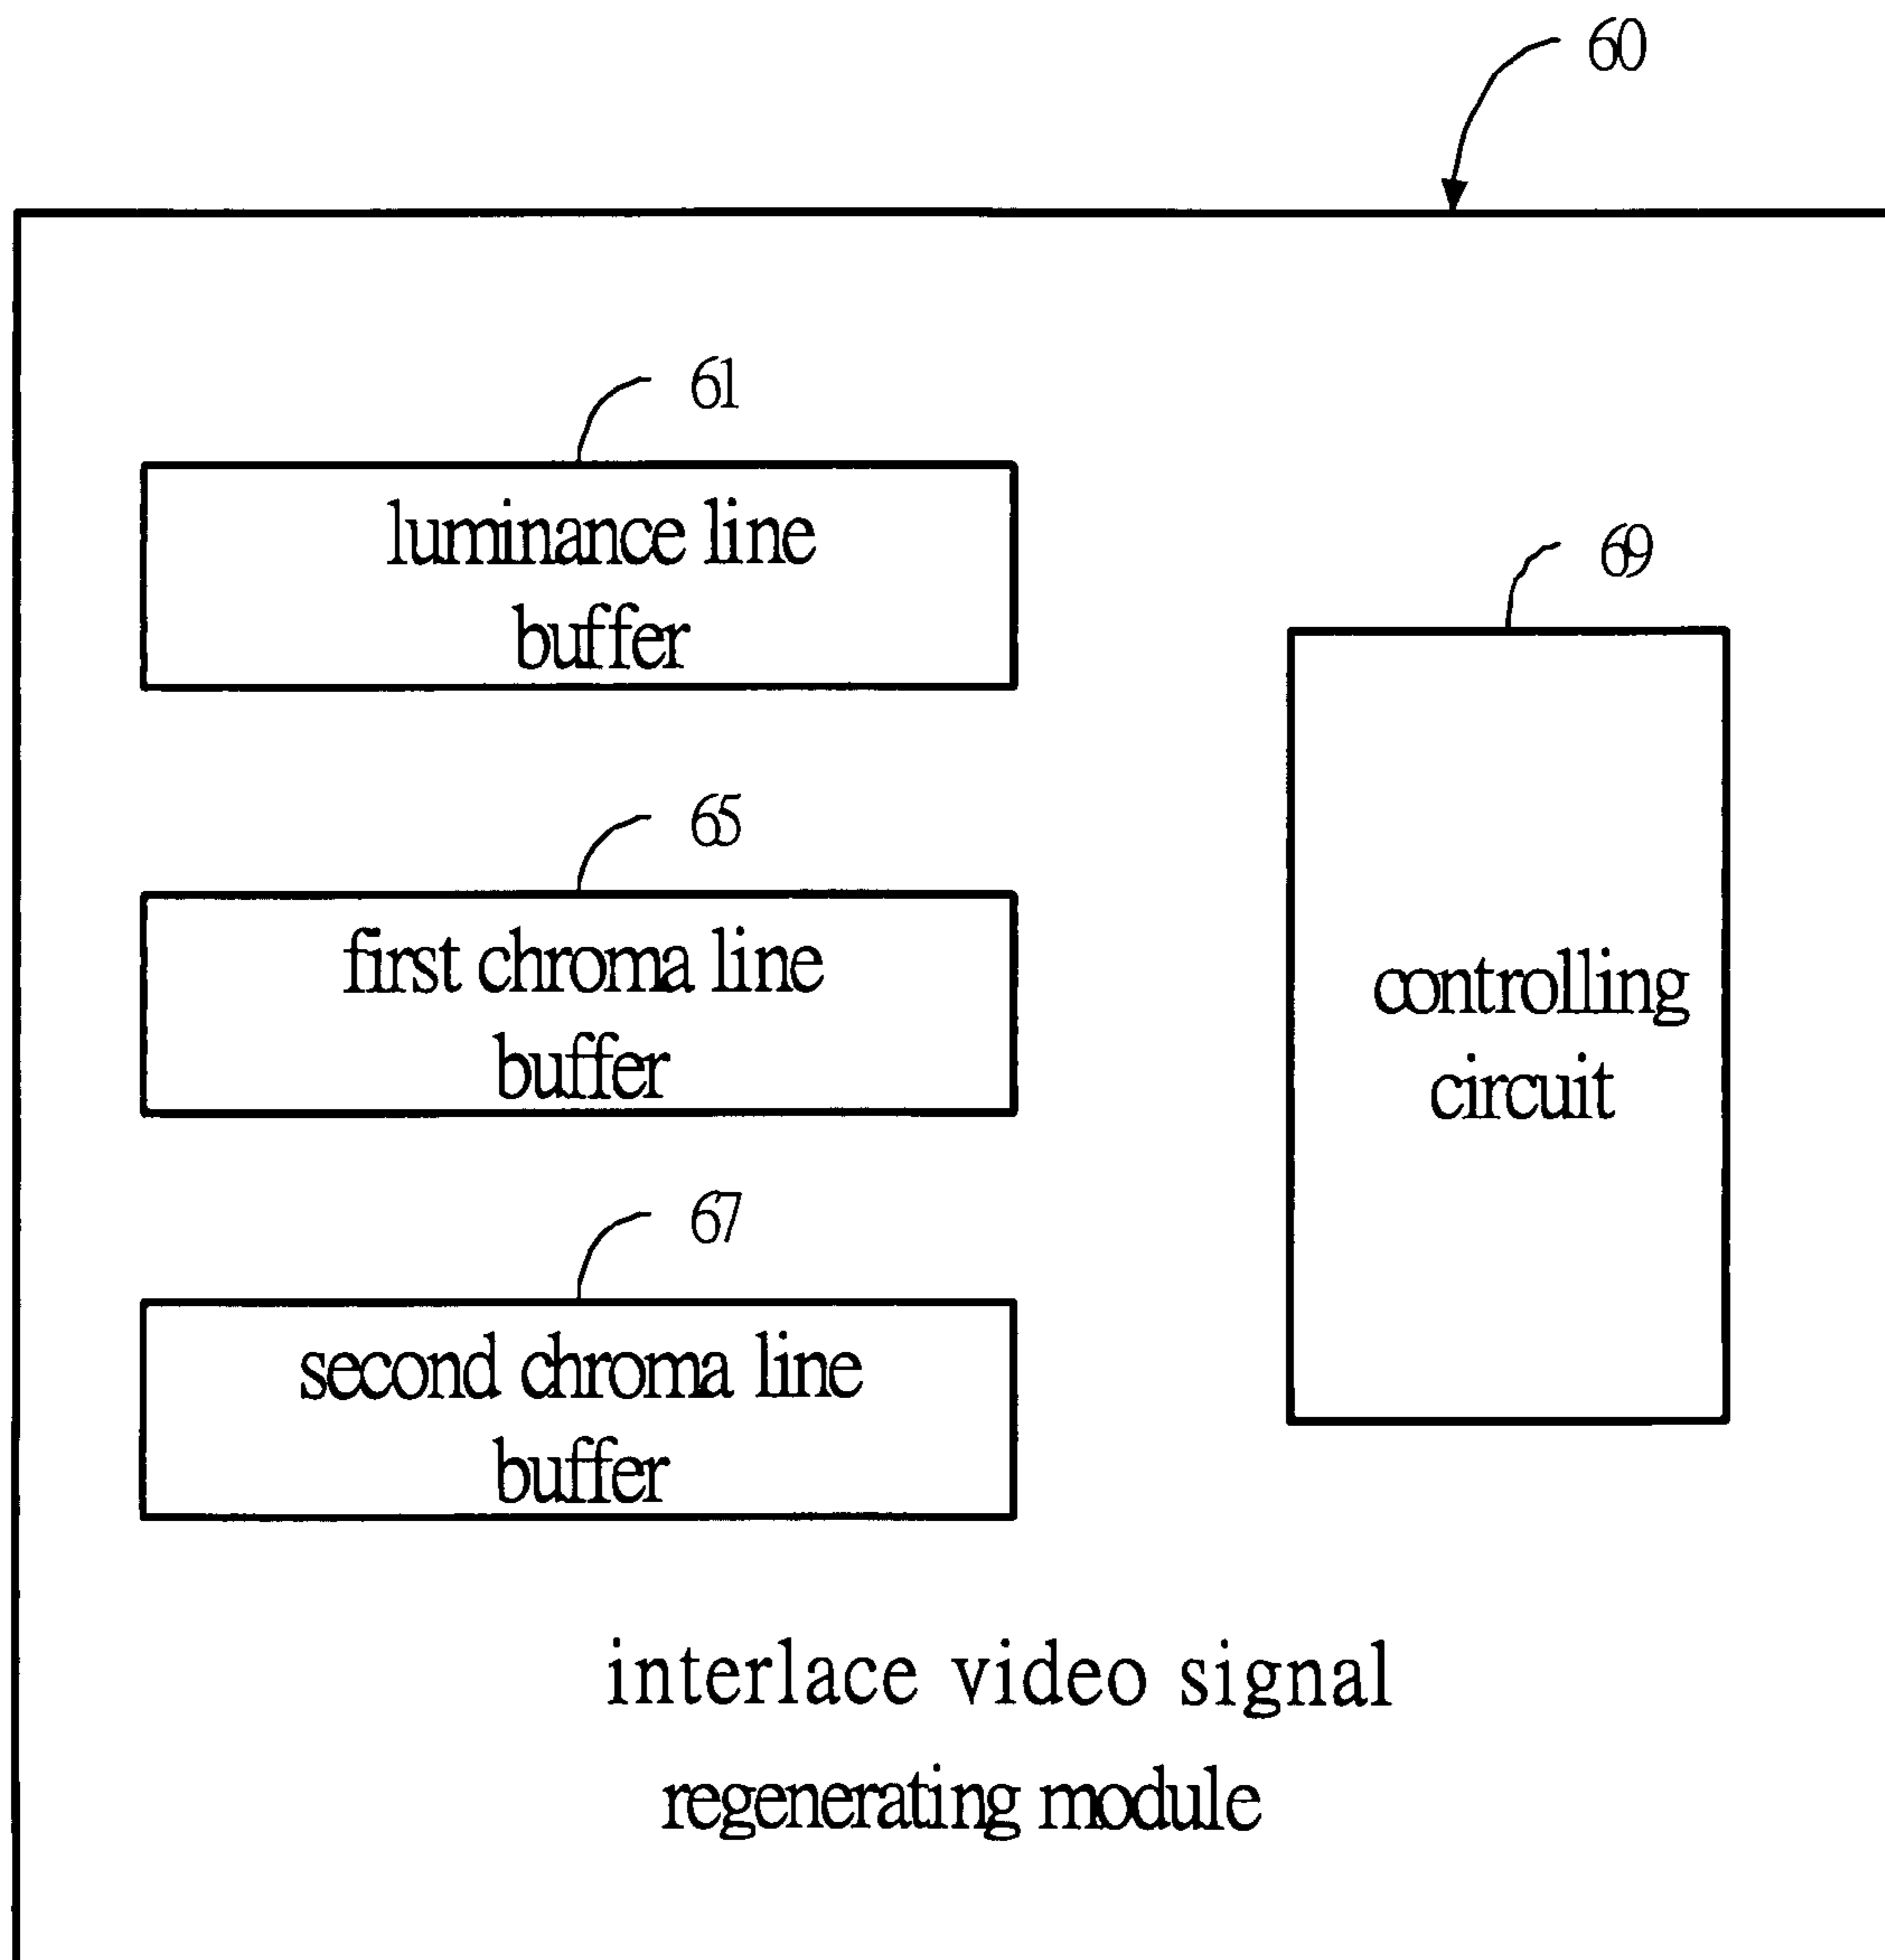 60
61
luminance line
buffer
69
65
first chroma line
buffer
controlling
circuit
67
second chroma line
buffer
interlace video signal
regenerating module